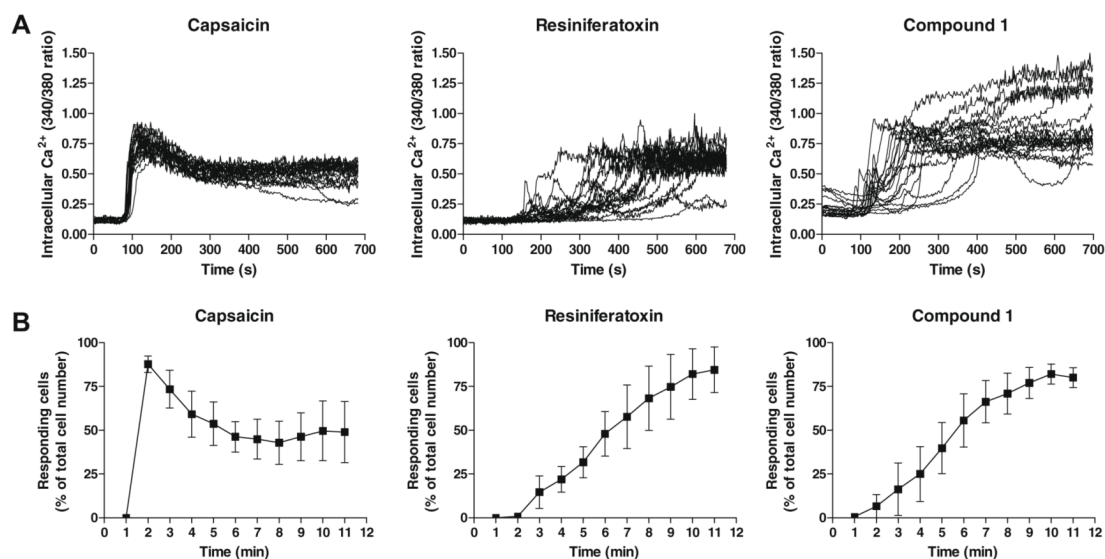 A
Capsaicin
Intracellular Ca2+ (340/380 ratio)
1.50
1.25
1.00
0.75
0.50
0.25
0.00
0 100 200 300 400 500 600 700
Time (s)
Resiniferatoxin
Intracellular Ca2+ (340/380 ratio)
1.50
1.25
1.00
0.75
0.50
0.25
0.00
0 100 200 300 400 500 600 700
Time (s)
Compound 1
Intracellular Ca2+ (340/380 ratio)
1.50
1.25
1.00
0.75
0.50
0.25
0.00
0 100 200 300 400 500 600 700
Time (s)
B
Capsaicin
Responding cells
(% of total cell number)
100
75
50
25
0
0 1 2 3 4 5 6 7 8 9 10 11 12
Time (min)
Resiniferatoxin
Responding cells
(% of total cell number)
100
75
50
25
0
0 1 2 3 4 5 6 7 8 9 10 11 12
Time (min)
Compound 1
Responding cells
(% of total cell number)
100
75
50
25
0
0 1 2 3 4 5 6 7 8 9 10 11 12
Time (min)